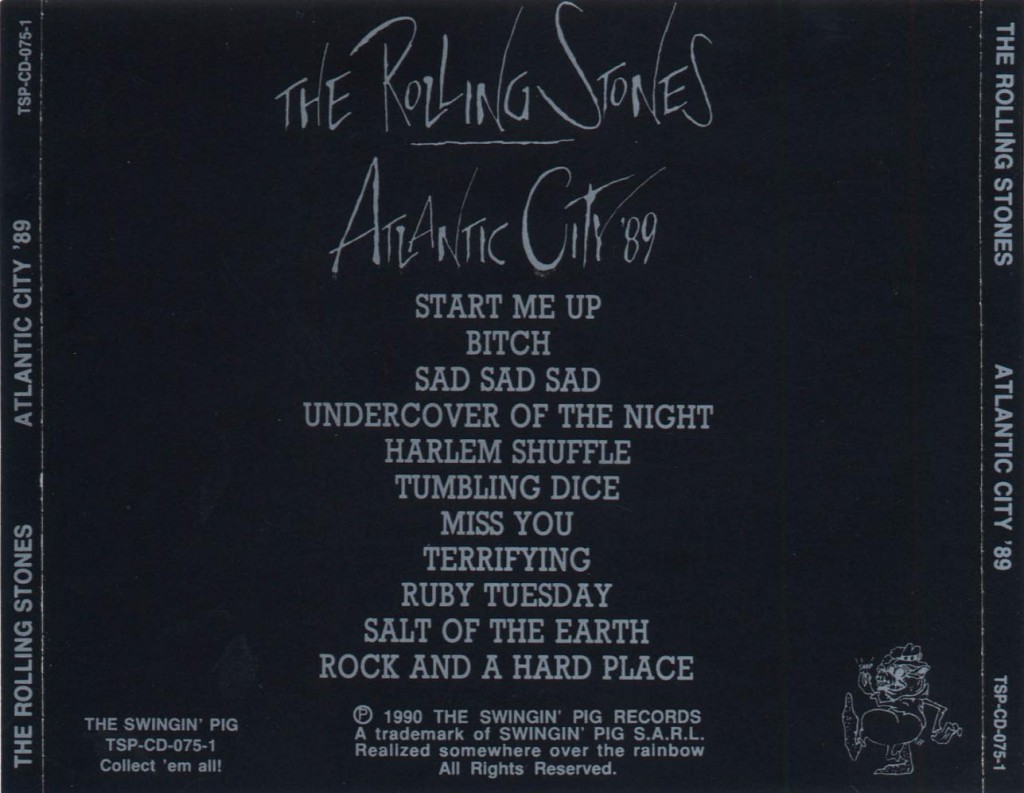 TSP-CD-075-1
ATLANTIC CITY '89
THE ROLLING STONES
THE ROLLING STONES
ATLANTIC CITY '89
START ME UP
BITCH
SAD SAD SAD
UNDERCOVER OF THE NIGHT
HARLEM SHUFFLE
TUMBLING DICE
MISS YOU
TERRIFYING
RUBY TUESDAY
SALT OF THE EARTH
ROCK AND A HARD PLACE
THE SWINGIN' PIG
TSP-CD-075-1
Collect 'em all!
℗ 1990 THE SWINGIN' PIG RECORDS
A trademark of SWINGIN' PIG S.A.R.L.
Realized somewhere over the rainbow
All Rights Reserved.
THE ROLLING STONES
ATLANTIC CITY '89
TSP-CD-075-1